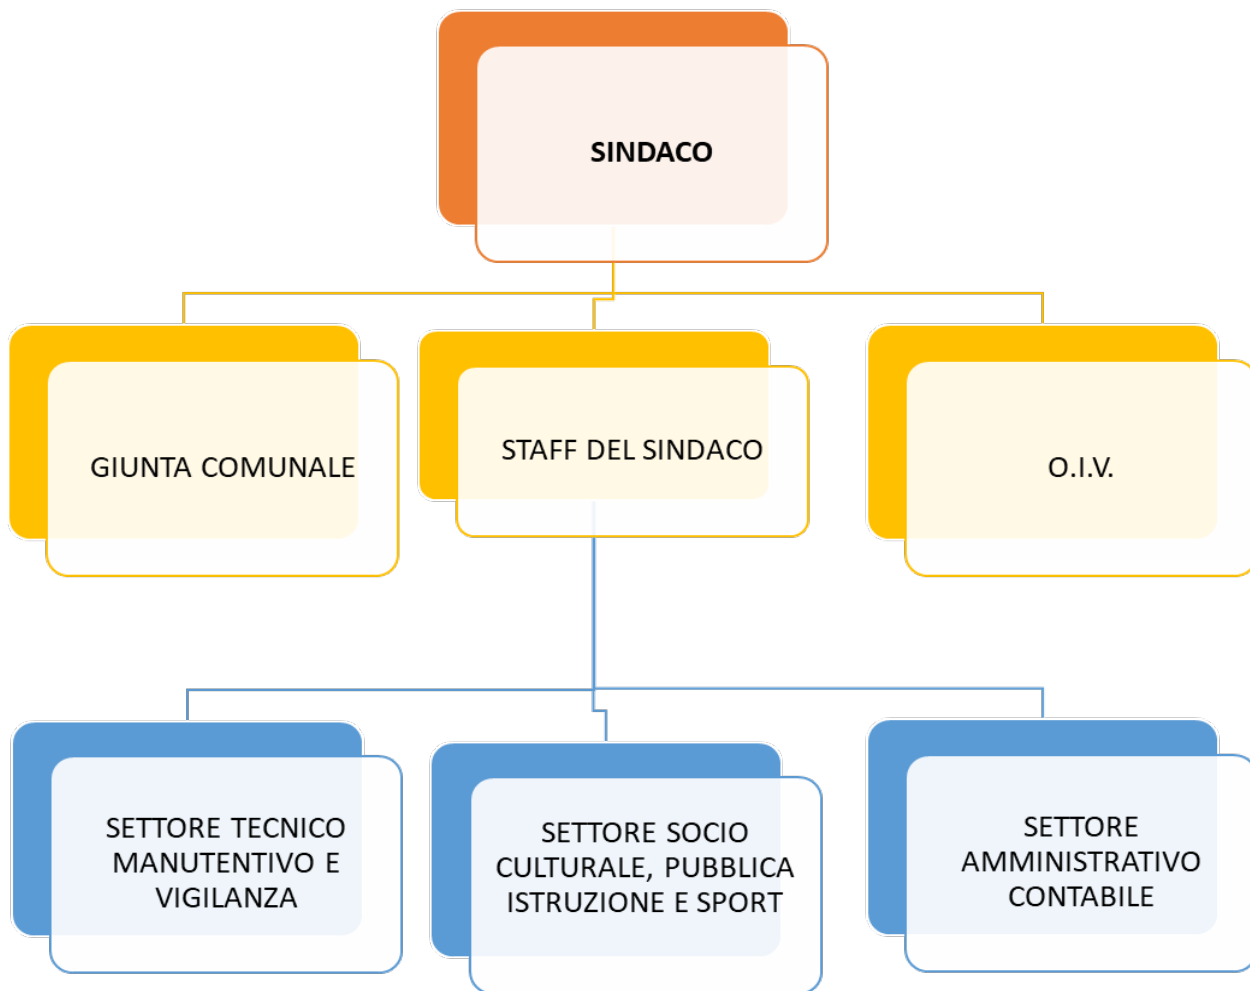 SINDACO
GIUNTA COMUNALE
STAFF DEL SINDACO
O.I.V.
SETTORE TECNICO
MANUTENTIVO E
VIGILANZA
SETTORE SOCIO
CULTURALE, PUBBLICA
ISTRUZIONE E SPORT
SETTORE
AMMINISTRATIVO
CONTABILE